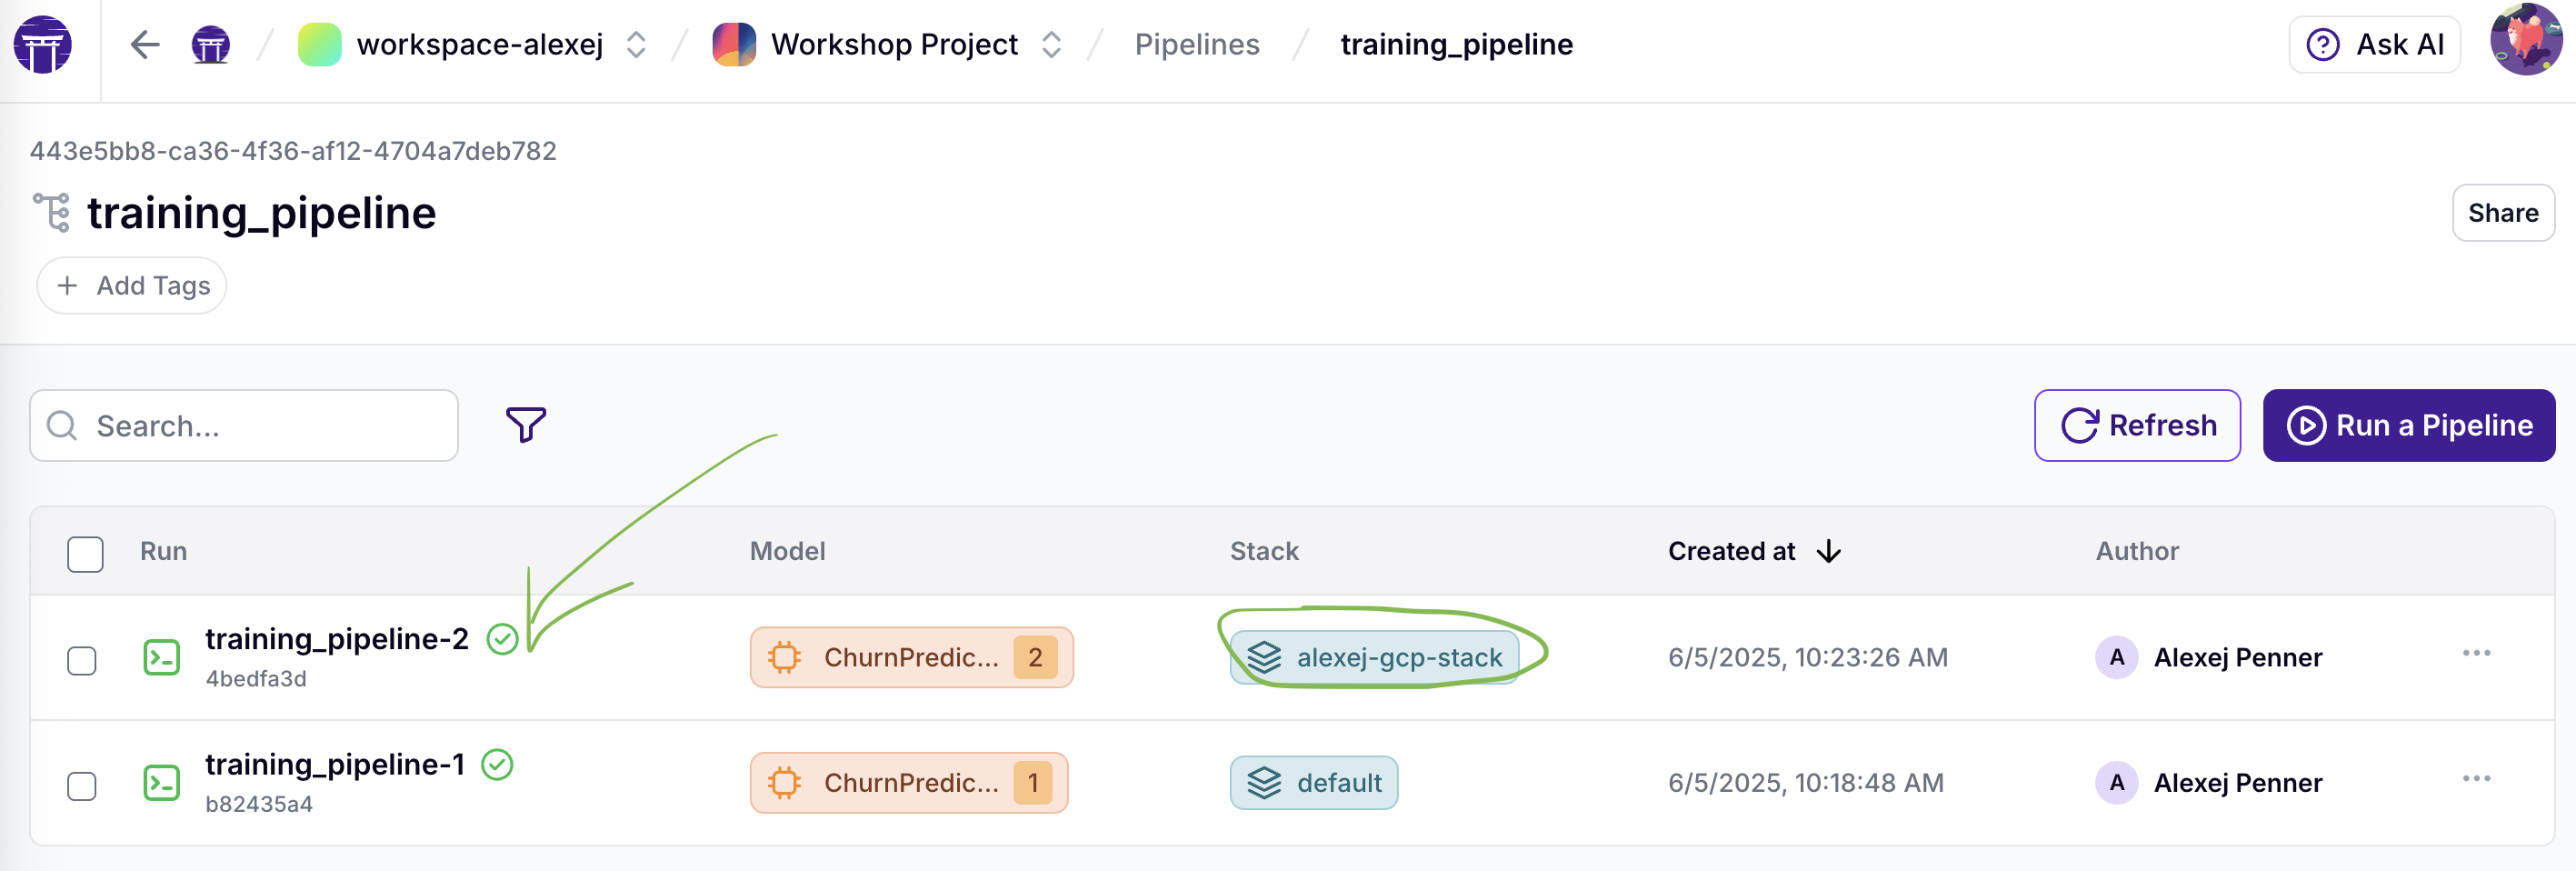 workspace-alexej / Workshop Project / Pipelines / training_pipeline Ask AI
443e5bb8-ca36-4f36-af12-4704a7deb782
training_pipeline
Share
+ Add Tags
Search...
Refresh
Run a Pipeline
Run Model Stack Created at Author
training_pipeline-2
4bedfa3d
ChurnPredic... 2
alexej-gcp-stack
6/5/2025, 10:23:26 AM
A Alexej Penner
training_pipeline-1
b82435a4
ChurnPredic... 1
default
6/5/2025, 10:18:48 AM
A Alexej Penner